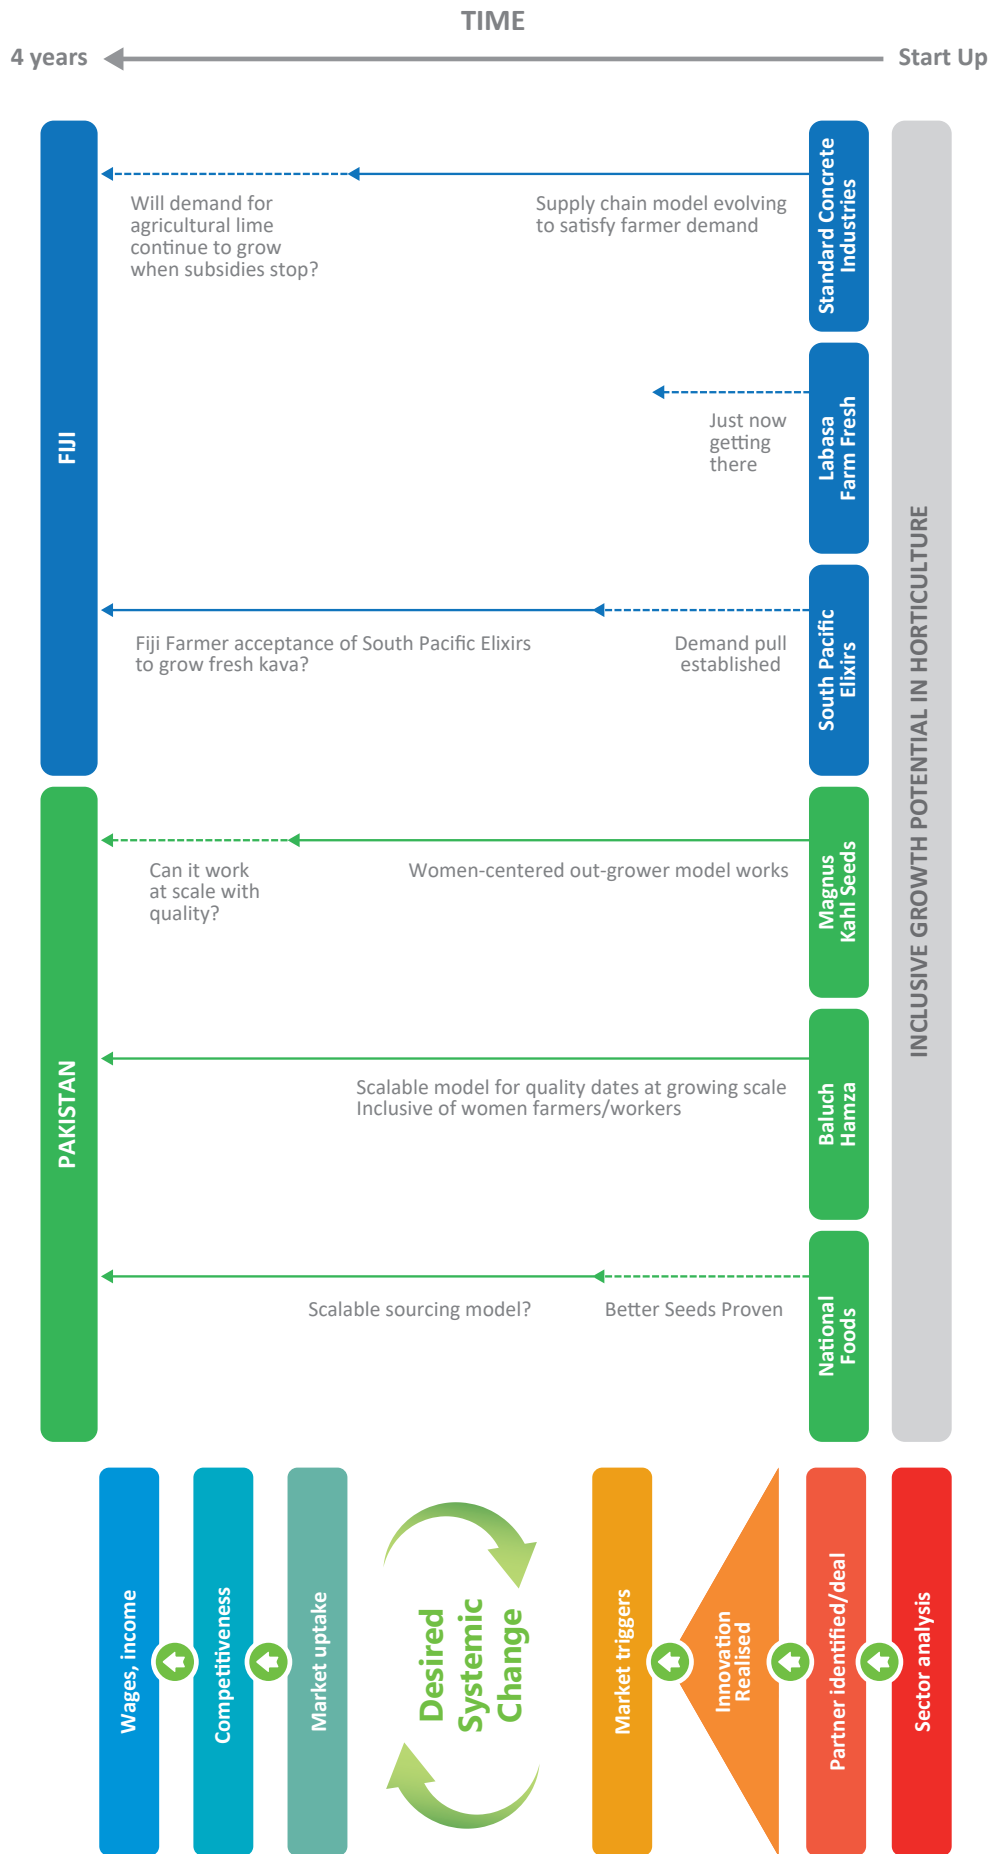 TIME
4 years
Start Up
FIJI
Will demand for
agricultural lime
continue to grow
when subsidies stop?
Supply chain model evolving
to satisfy farmer demand
Standard Concrete
Industries
Just now
getting
there
Labasa
Farm Fresh
Fiji Farmer acceptance of South Pacific Elixirs
to grow fresh kava?
Demand pull
established
South Pacific
Elixirs
INCLUSIVE GROWTH POTENTIAL IN HORTICULTURE
PAKISTAN
Can it work
at scale with
quality?
Women-centered out-grower model works
Magnus
Kahl Seeds
Scalable model for quality dates at growing scale
Inclusive of women farmers/workers
Baluch
Hamza
Scalable sourcing model?
Better Seeds Proven
National
Foods
Wages, income
Competitiveness
Market uptake
Desired
Systemic
Change
Market triggers
Innovation
Realised
Partner identified/deal
Sector analysis